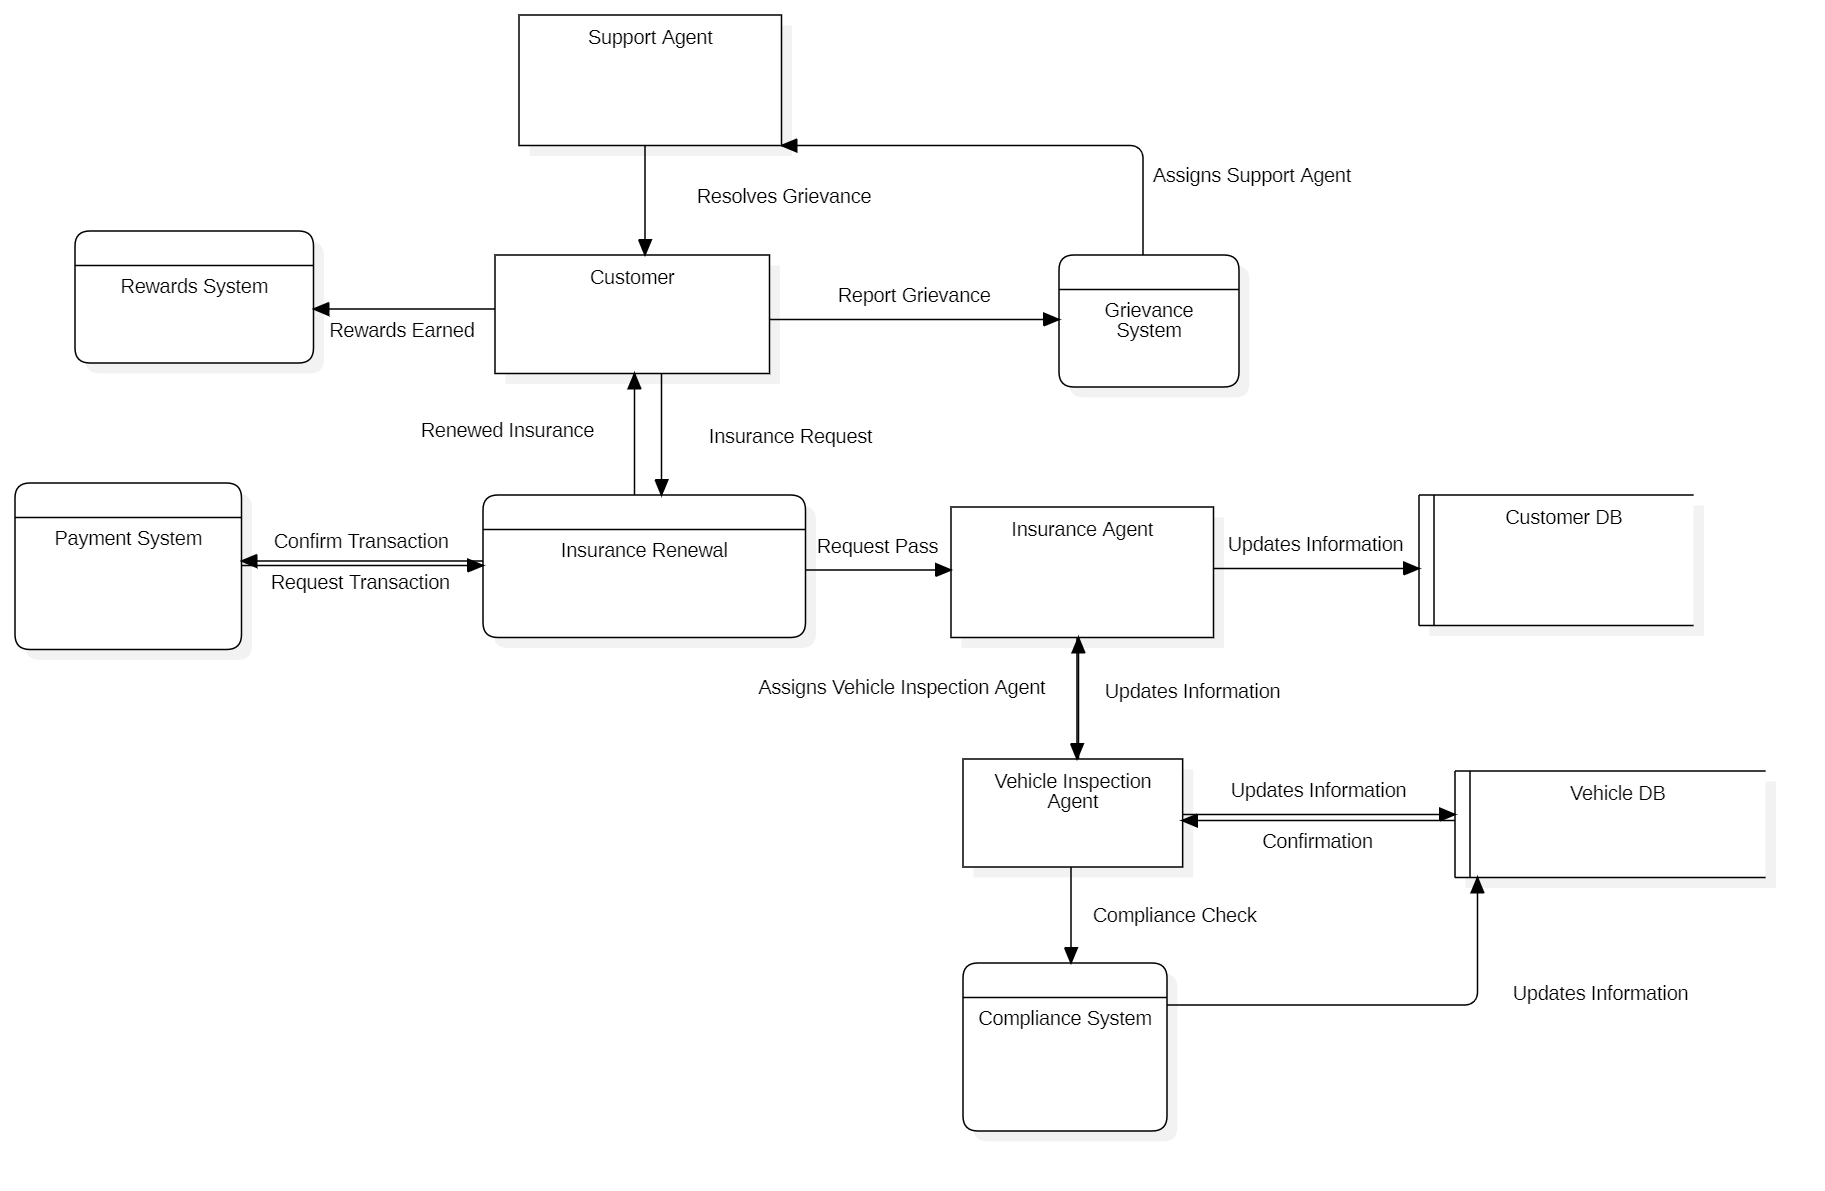 Support Agent
Assigns Support Agent
Resolves Grievance
Rewards System
Customer
Report Grievance
Grievance
System
Rewards Earned
Renewed Insurance
Insurance Request
Payment System
Confirm Transaction
Request Transaction
Insurance Renewal
Request Pass
Insurance Agent
Updates Information
Customer DB
Assigns Vehicle Inspection Agent
Updates Information
Vehicle Inspection
Agent
Updates Information
Confirmation
Vehicle DB
Compliance Check
Compliance System
Updates Information